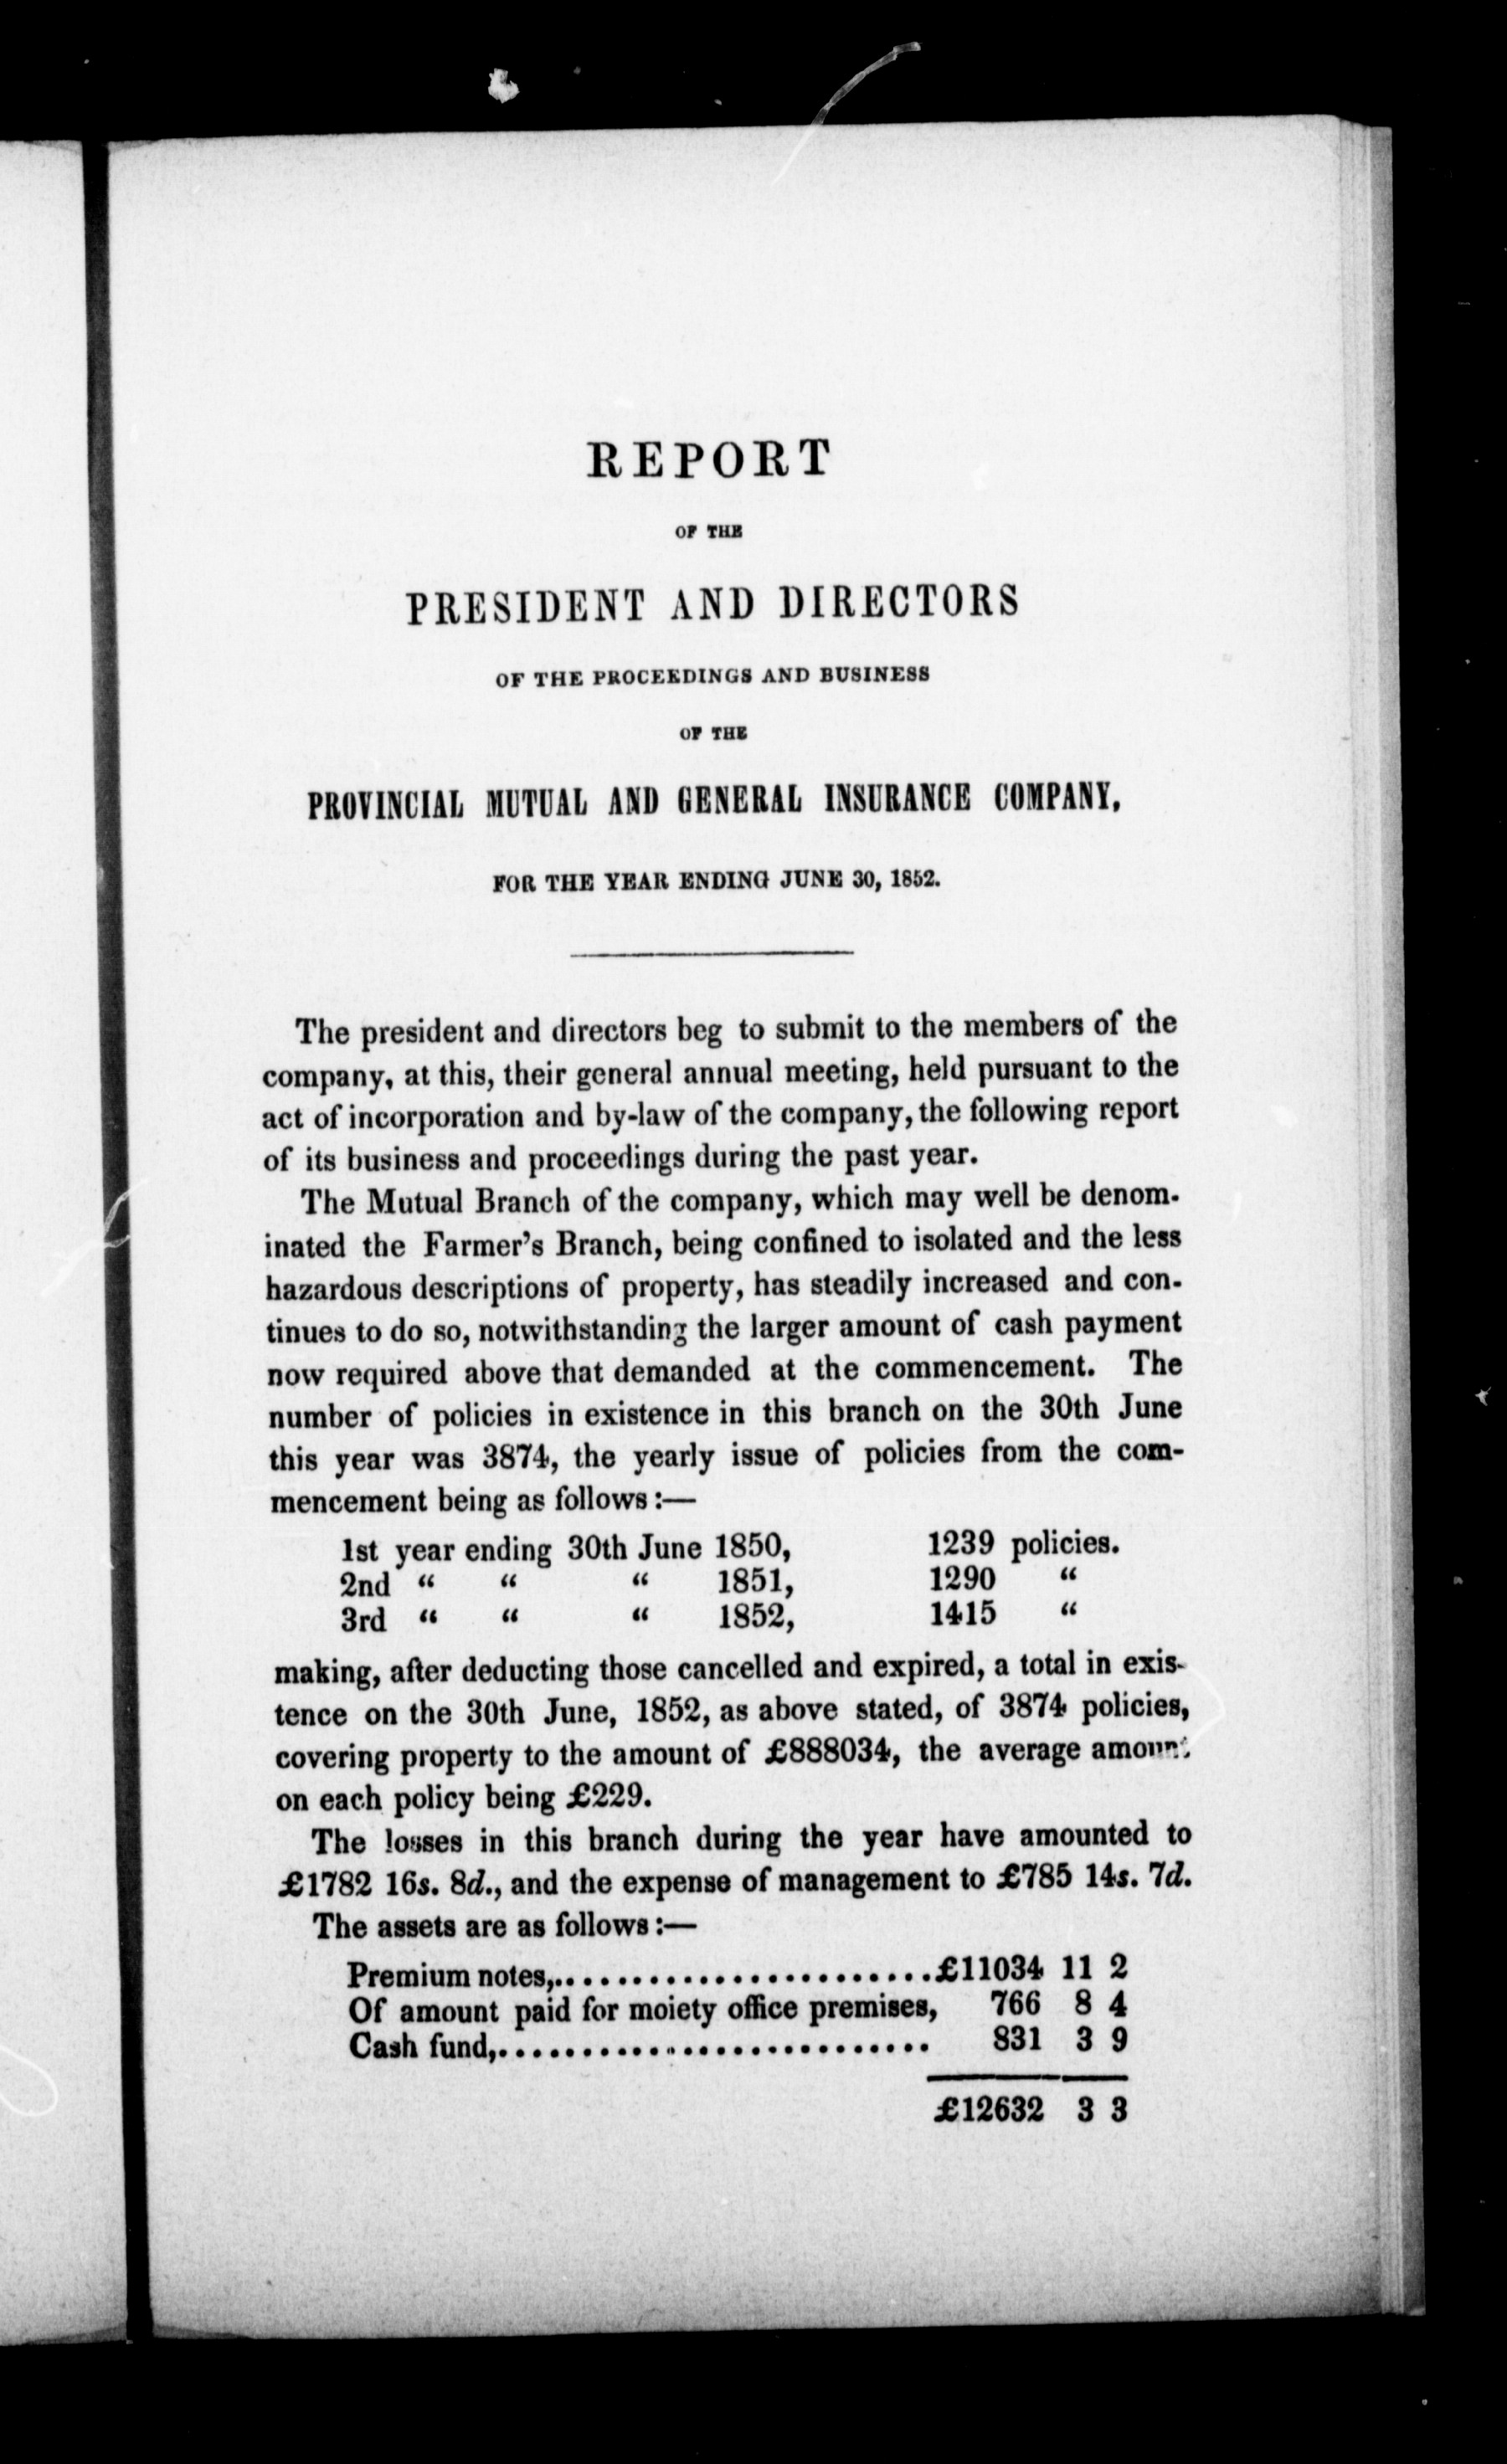 REPORT
OF THE
PRESIDENT AND DIRECTORS
OF THE PROCEEDINGS AND BUSINESS
OF THE
PROVINCIAL MUTUAL AND GENERAL INSURANCE COMPANY,
FOR THE YEAR ENDING JUNE 30, 1852.
The president and directors beg to submit to the members of the
company, at this, their general annual meeting, held pursuant to the
act of incorporation and by-law of the company, the following report
of its business and proceedings during the past year.
The Mutual Branch of the company, which may well be denom-
inated the Farmer's Branch, being confined to isolated and the less
hazardous descriptions of property, has steadily increased and con-
tinues to do so, notwithstanding the larger amount of cash payment
now required above that demanded at the commencement. The
number of policies in existence in this branch on the 30th June
this year was 3874, the yearly issue of policies from the com-
mencement being as follows:—
1st year ending 30th June 1850, 1239 policies.
2nd “ “ “ 1851, 1290 “
3rd “ “ “ 1852, 1415 “
making, after deducting those cancelled and expired, a total in exis-
tence on the 30th June, 1852, as above stated, of 3874 policies,
covering property to the amount of £888034, the average amount
on each policy being £229.
The losses in this branch during the year have amounted to
£1782 16s. 8d., and the expense of management to £785 14s. 7d.
The assets are as follows:—
Premium notes,........................£11034 11 2
Of amount paid for moiety office premises, 766 8 4
Cash fund,........................... 831 3 9
£12632 3 3